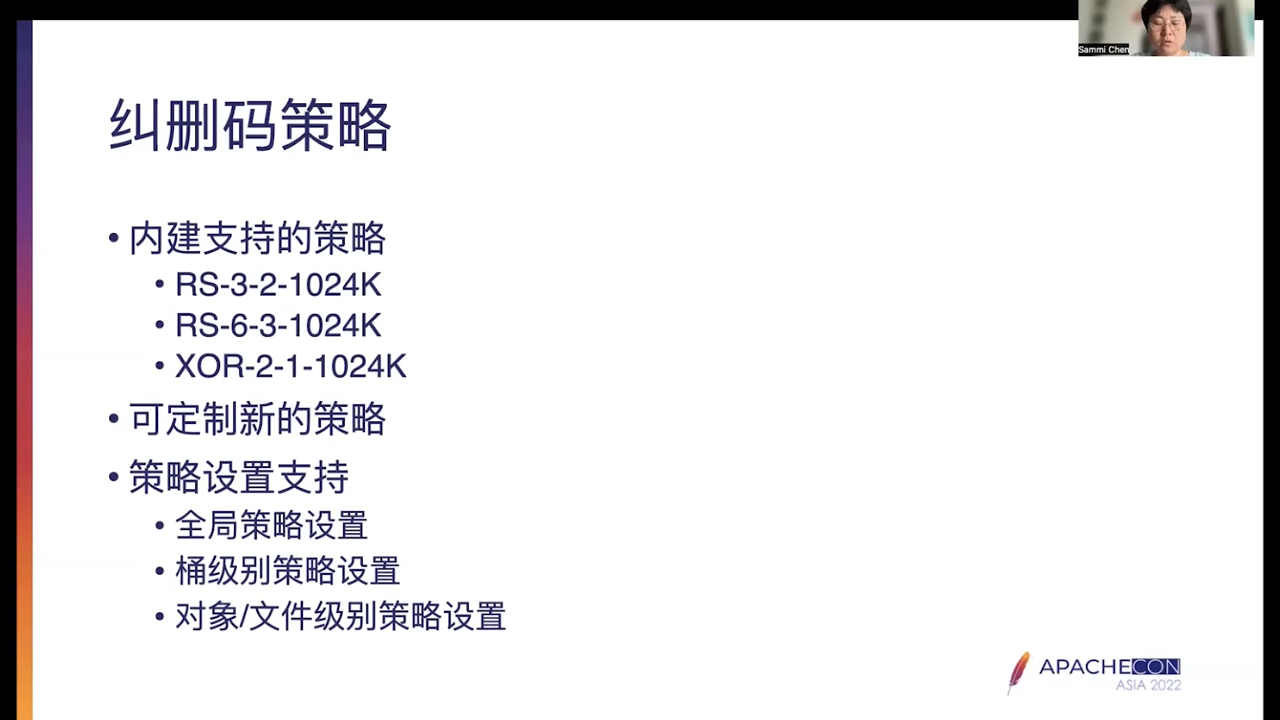 Sammi Chen
纠删码策略
• 内建支持的策略
• RS-3-2-1024K
• RS-6-3-1024K
• XOR-2-1-1024K
• 可定制新的策略
• 策略设置支持
• 全局策略设置
• 桶级别策略设置
• 对象/文件级别策略设置
APACHECON
ASIA 2022